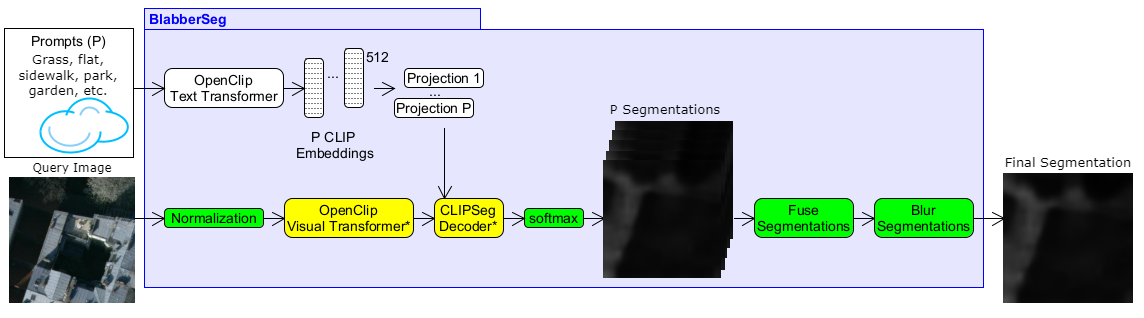 BlabberSeg
Prompts (P)
Grass, flat,
sidewalk, park,
garden, etc.
OpenClip
Text Transformer
...
512
P CLIP
Embeddings
Projection 1
...
Projection P
P Segmentations
Query Image
Normalization
OpenClip
Visual Transformer*
CLIPSeg
Decoder*
softmax
Fuse
Segmentations
Blur
Segmentations
Final Segmentation